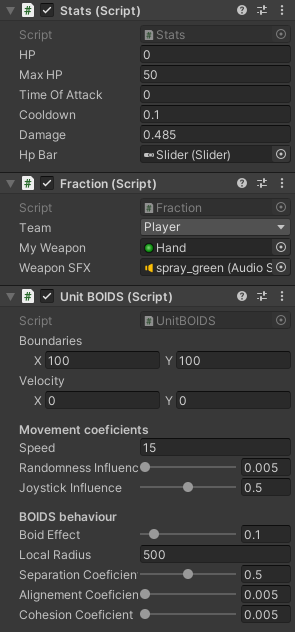 Stats (Script)
Script Stats
HP 0
Max HP 50
Time Of Attack 0
Cooldown 0.1
Damage 0.485
Hp Bar Slider (Slider)
Fraction (Script)
Script Fraction
Team Player
My Weapon Hand
Weapon SFX spray_green (Audio S
Unit BOIDS (Script)
Script UnitBOIDS
Boundaries
X 100 Y 100
Velocity
X 0 Y 0
Movement coeficients
Speed 15
Randomness Influenc 0.005
Joystick Influence 0.5
BOIDS behaviour
Boid Effect 0.1
Local Radius 500
Separation Coeficien 0.5
Alignement Coeficien 0.005
Cohesion Coeficient 0.005